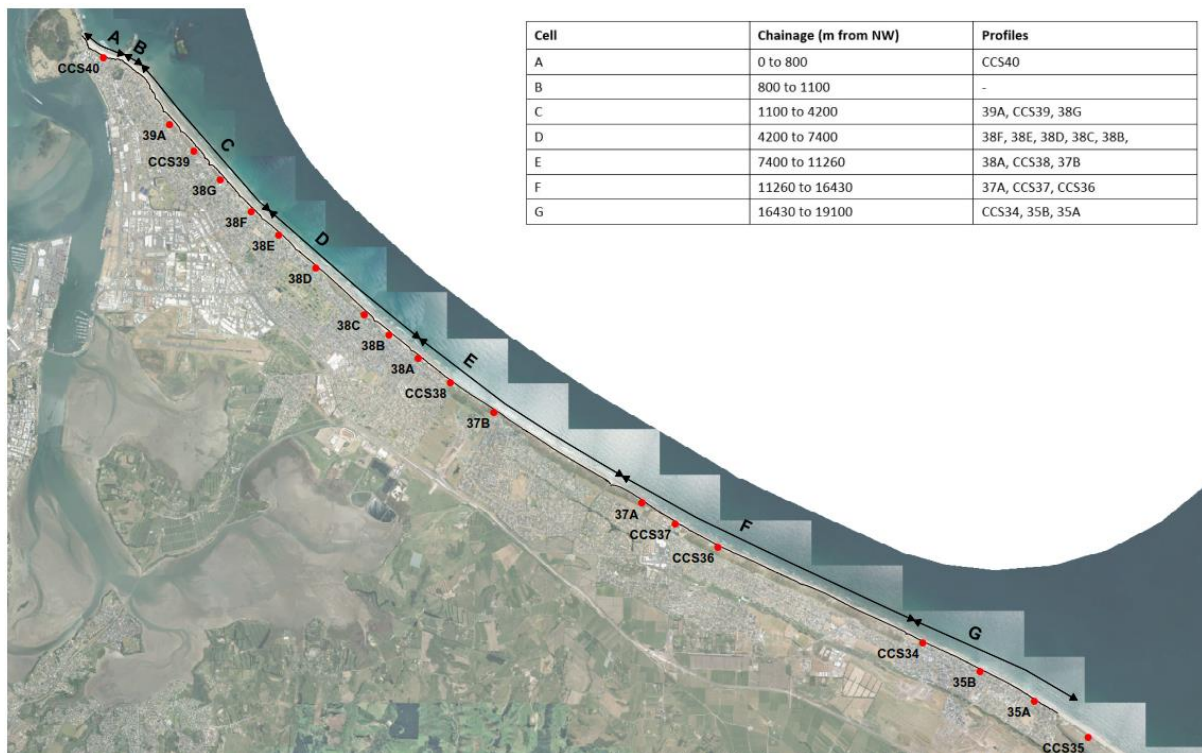 Cell Chainage (m from NW) Profiles
A 0 to 800 CCS40
B 800 to 1100 -
C 1100 to 4200 39A, CCS39, 38G
D 4200 to 7400 38F, 38E, 38D, 38C, 38B,
E 7400 to 11260 38A, CCS38, 37B
F 11260 to 16430 37A, CCS37, CCS36
G 16430 to 19100 CCS34, 35B, 35A
A
B
CCS40
39A
C
CCS39
38G
38F
D
38E
38D
38C
38B
E
38A
CCS38
37B
37A
F
CCS37
CCS36
G
CCS34
35B
35A
CCS35